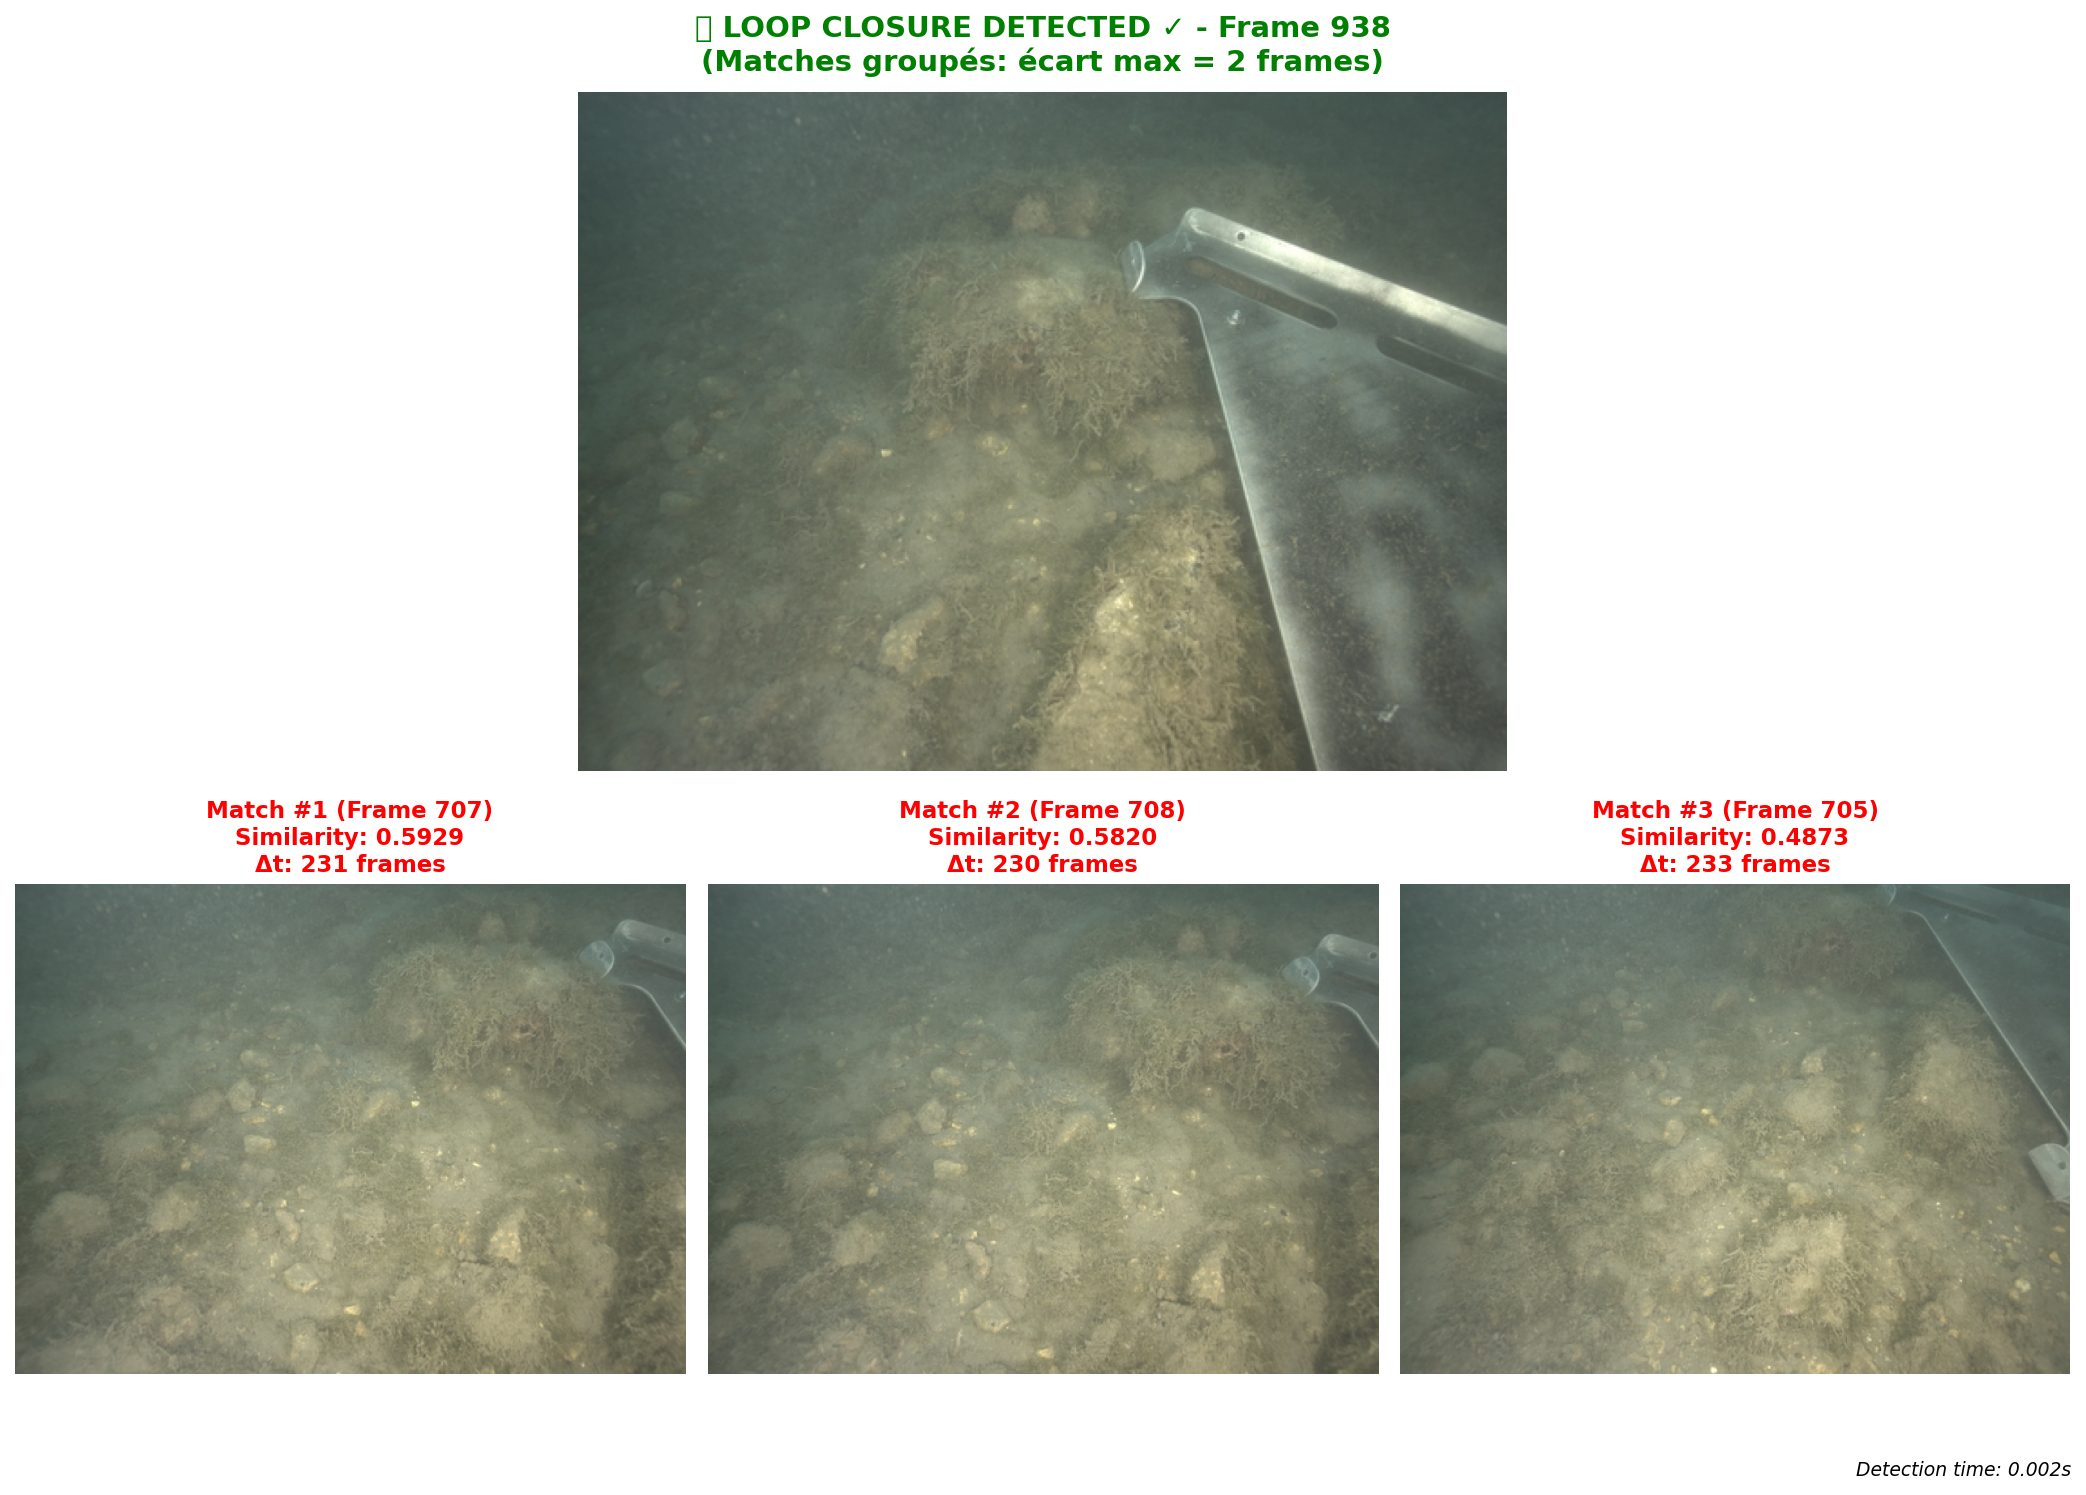 LOOP CLOSURE DETECTED ✓ - Frame 938
(Matches groupés: écart max = 2 frames)
Match #1 (Frame 707)
Similarity: 0.5929
Δt: 231 frames
Match #2 (Frame 708)
Similarity: 0.5820
Δt: 230 frames
Match #3 (Frame 705)
Similarity: 0.4873
Δt: 233 frames
Detection time: 0.002s